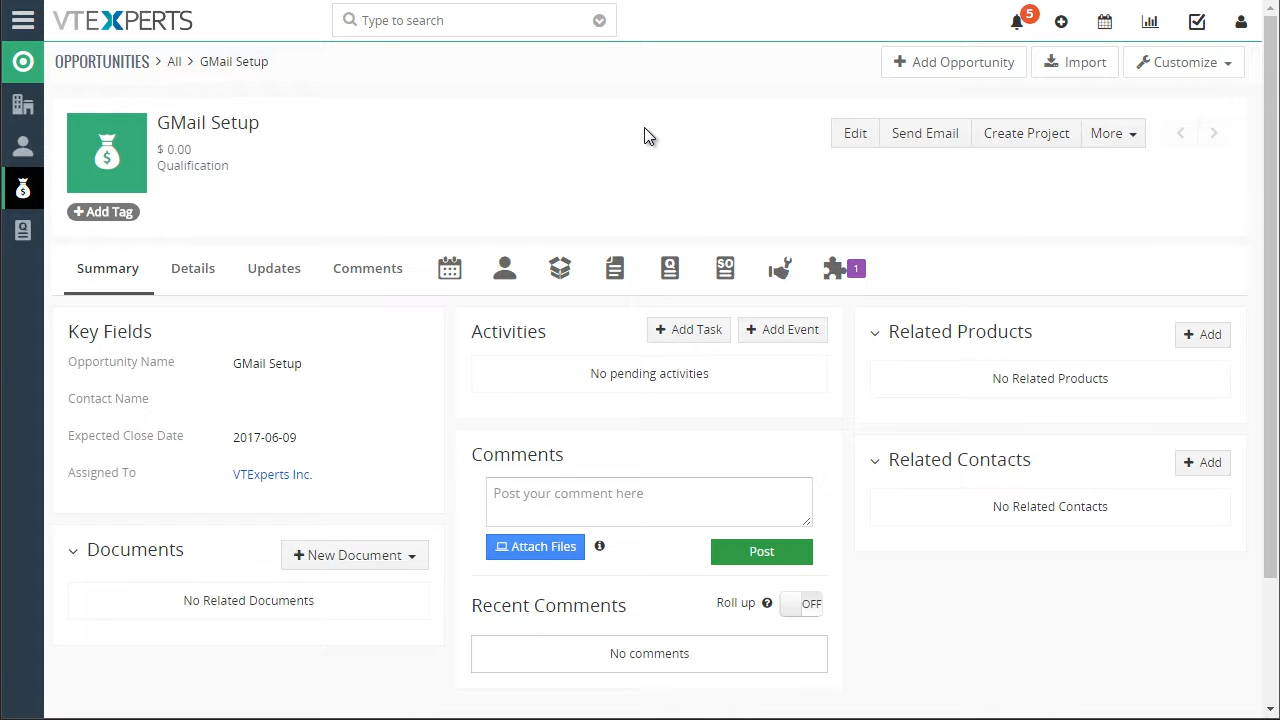 VTEXPERTS
Type to search
5
OPPORTUNITIES > All > GMail Setup
+ Add Opportunity
Import
Customize
GMail Setup
$ 0.00
Qualification
+ Add Tag
Edit
Send Email
Create Project
More
Summary
Details
Updates
Comments
Q
SO
1
Key Fields
Opportunity Name
GMail Setup
Contact Name
Expected Close Date
2017-06-09
Assigned To
VTExperts Inc.
Documents
+ New Document
No Related Documents
Activities
+ Add Task
+ Add Event
No pending activities
Comments
Post your comment here
Attach Files
Post
Recent Comments
Roll up
OFF
No comments
Related Products
+ Add
No Related Products
Related Contacts
+ Add
No Related Contacts